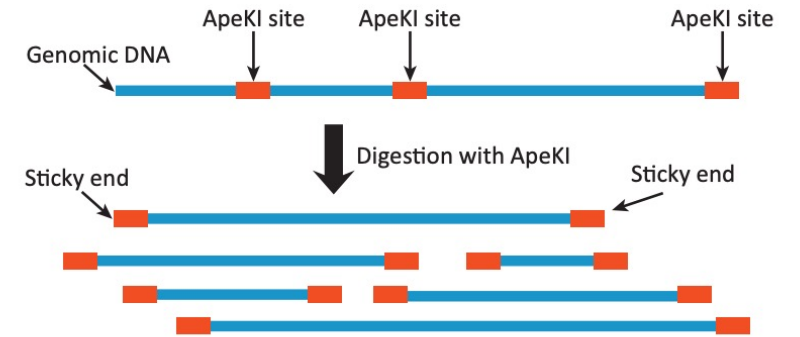 ApeKI site
ApeKI site
ApeKI site
Genomic DNA
Digestion with ApeKI
Sticky end
Sticky end